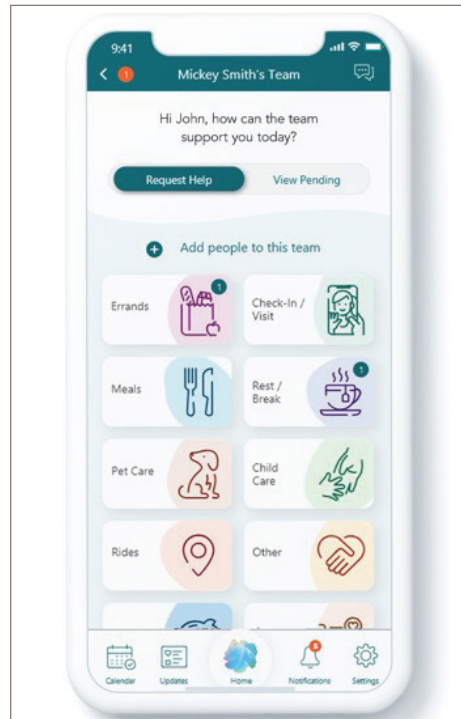 9:41
1
Mickey Smith's Team
Hi John, how can the team
support you today?
Request Help
View Pending
Add people to this team
Errands
1
Check-In /
Visit
Meals
Rest /
Break
1
Pet Care
Child
Care
Rides
Other
Calendar
Updates
Home
Notifications
Settings